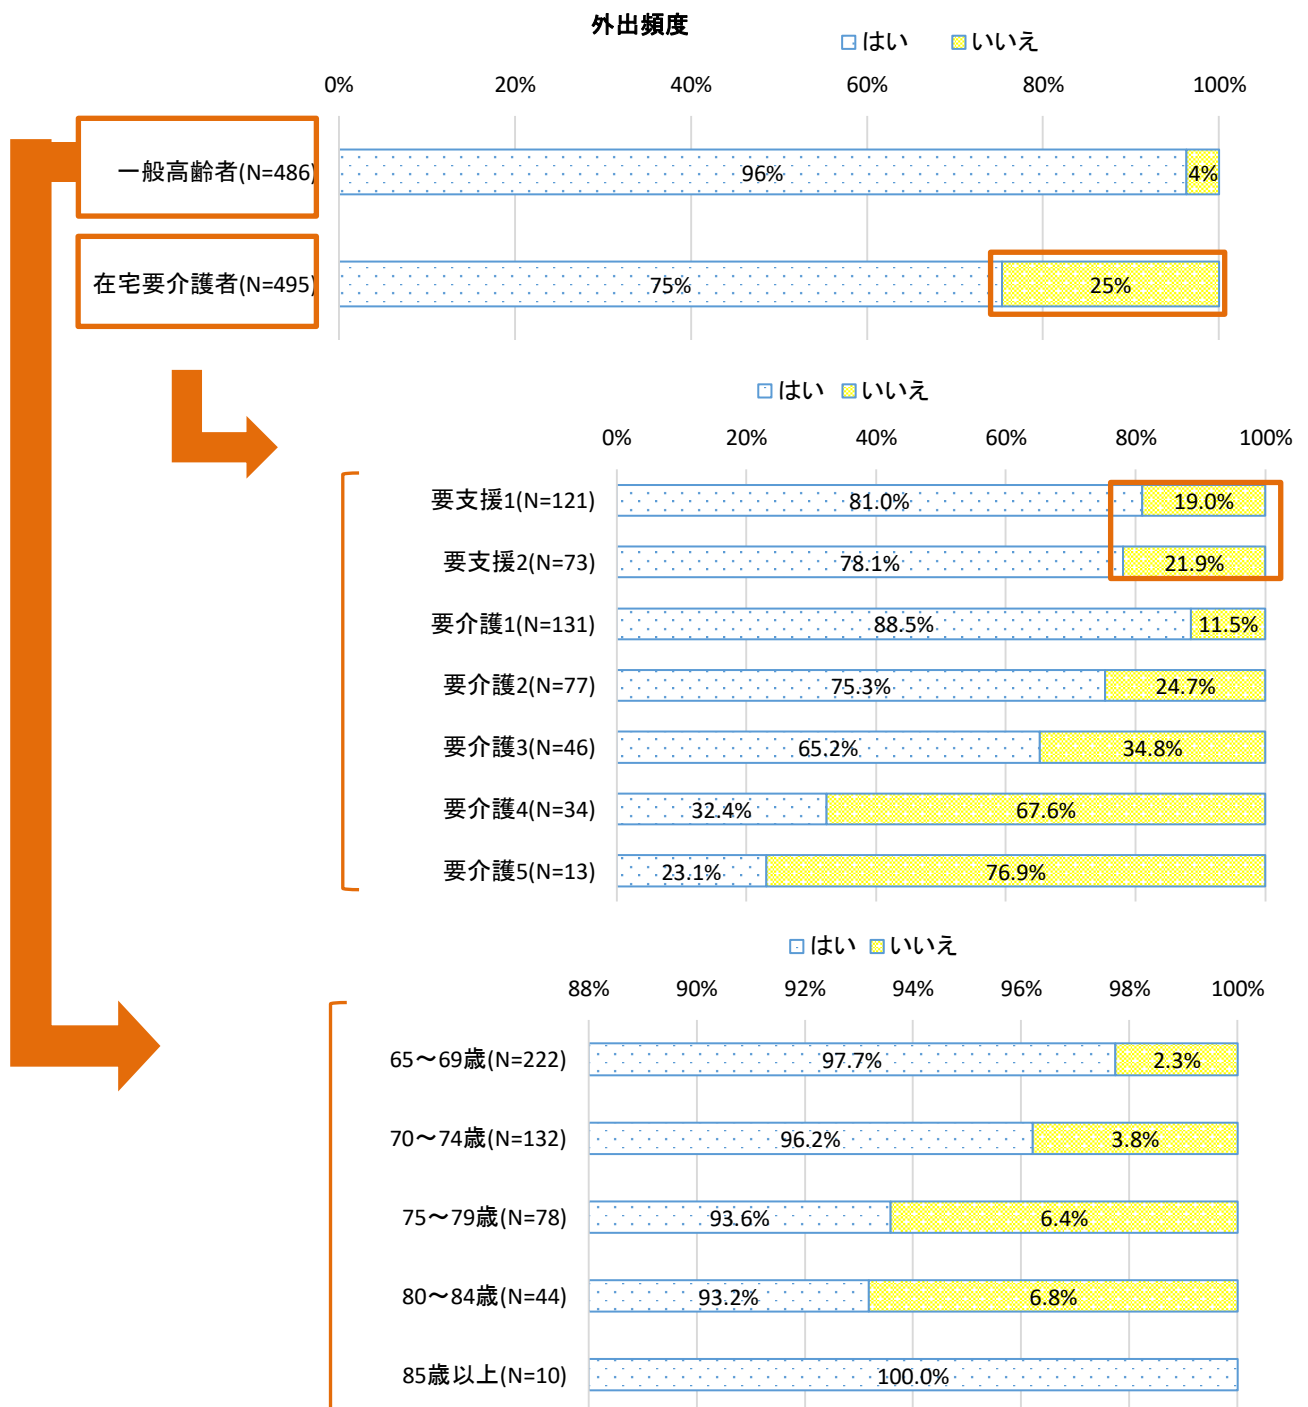 外出頻度
はい いいえ
0% 20% 40% 60% 80% 100%
一般高齢者(N=486) 96% 4%
在宅要介護者(N=495) 75% 25%
はい いいえ
0% 20% 40% 60% 80% 100%
要支援1(N=121) 81.0% 19.0%
要支援2(N=73) 78.1% 21.9%
要介護1(N=131) 88.5% 11.5%
要介護2(N=77) 75.3% 24.7%
要介護3(N=46) 65.2% 34.8%
要介護4(N=34) 32.4% 67.6%
要介護5(N=13) 23.1% 76.9%
はい いいえ
88% 90% 92% 94% 96% 98% 100%
65～69歳(N=222) 97.7% 2.3%
70～74歳(N=132) 96.2% 3.8%
75～79歳(N=78) 93.6% 6.4%
80～84歳(N=44) 93.2% 6.8%
85歳以上(N=10) 100.0%